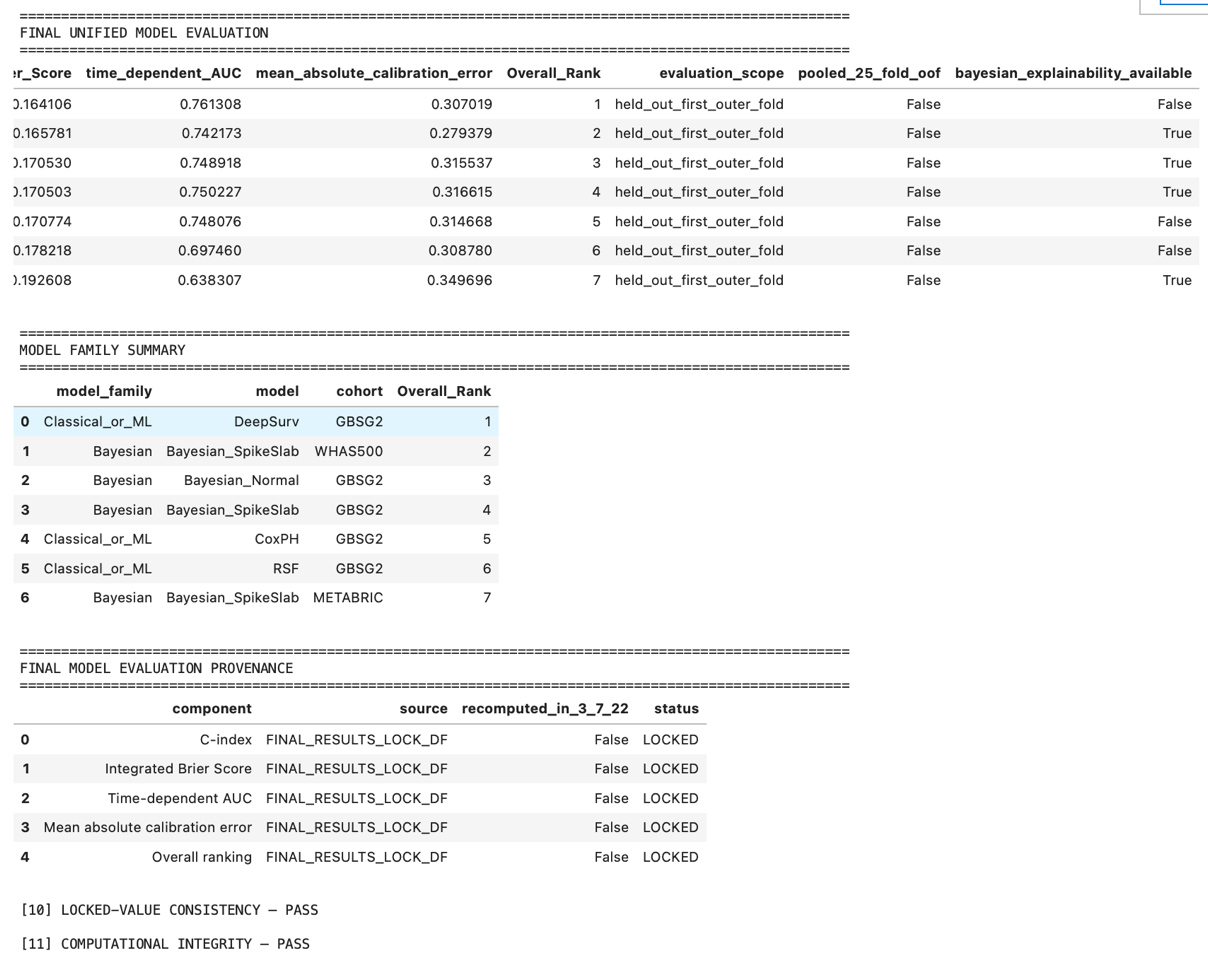 ====================================================================================================
FINAL UNIFIED MODEL EVALUATION
====================================================================================================
er_Score time_dependent_AUC mean_absolute_calibration_error Overall_Rank evaluation_scope pooled_25_fold_oof bayesian_explainability_available
0.164106 0.761308 0.307019 1 held_out_first_outer_fold False False
0.165781 0.742173 0.279379 2 held_out_first_outer_fold False True
0.170530 0.748918 0.315537 3 held_out_first_outer_fold False True
0.170503 0.750227 0.316615 4 held_out_first_outer_fold False True
0.170774 0.748076 0.314668 5 held_out_first_outer_fold False False
0.178218 0.697460 0.308780 6 held_out_first_outer_fold False False
0.192608 0.638307 0.349696 7 held_out_first_outer_fold False True
====================================================================================================
MODEL FAMILY SUMMARY
====================================================================================================
model_family model cohort Overall_Rank
0 Classical_or_ML DeepSurv GBSG2 1
1 Bayesian Bayesian_SpikeSlab WHAS500 2
2 Bayesian Bayesian_Normal GBSG2 3
3 Bayesian Bayesian_SpikeSlab GBSG2 4
4 Classical_or_ML CoxPH GBSG2 5
5 Classical_or_ML RSF GBSG2 6
6 Bayesian Bayesian_SpikeSlab METABRIC 7
====================================================================================================
FINAL MODEL EVALUATION PROVENANCE
====================================================================================================
component source recomputed_in_3_7_22 status
0 C-index FINAL_RESULTS_LOCK_DF False LOCKED
1 Integrated Brier Score FINAL_RESULTS_LOCK_DF False LOCKED
2 Time-dependent AUC FINAL_RESULTS_LOCK_DF False LOCKED
3 Mean absolute calibration error FINAL_RESULTS_LOCK_DF False LOCKED
4 Overall ranking FINAL_RESULTS_LOCK_DF False LOCKED
[10] LOCKED-VALUE CONSISTENCY — PASS
[11] COMPUTATIONAL INTEGRITY — PASS